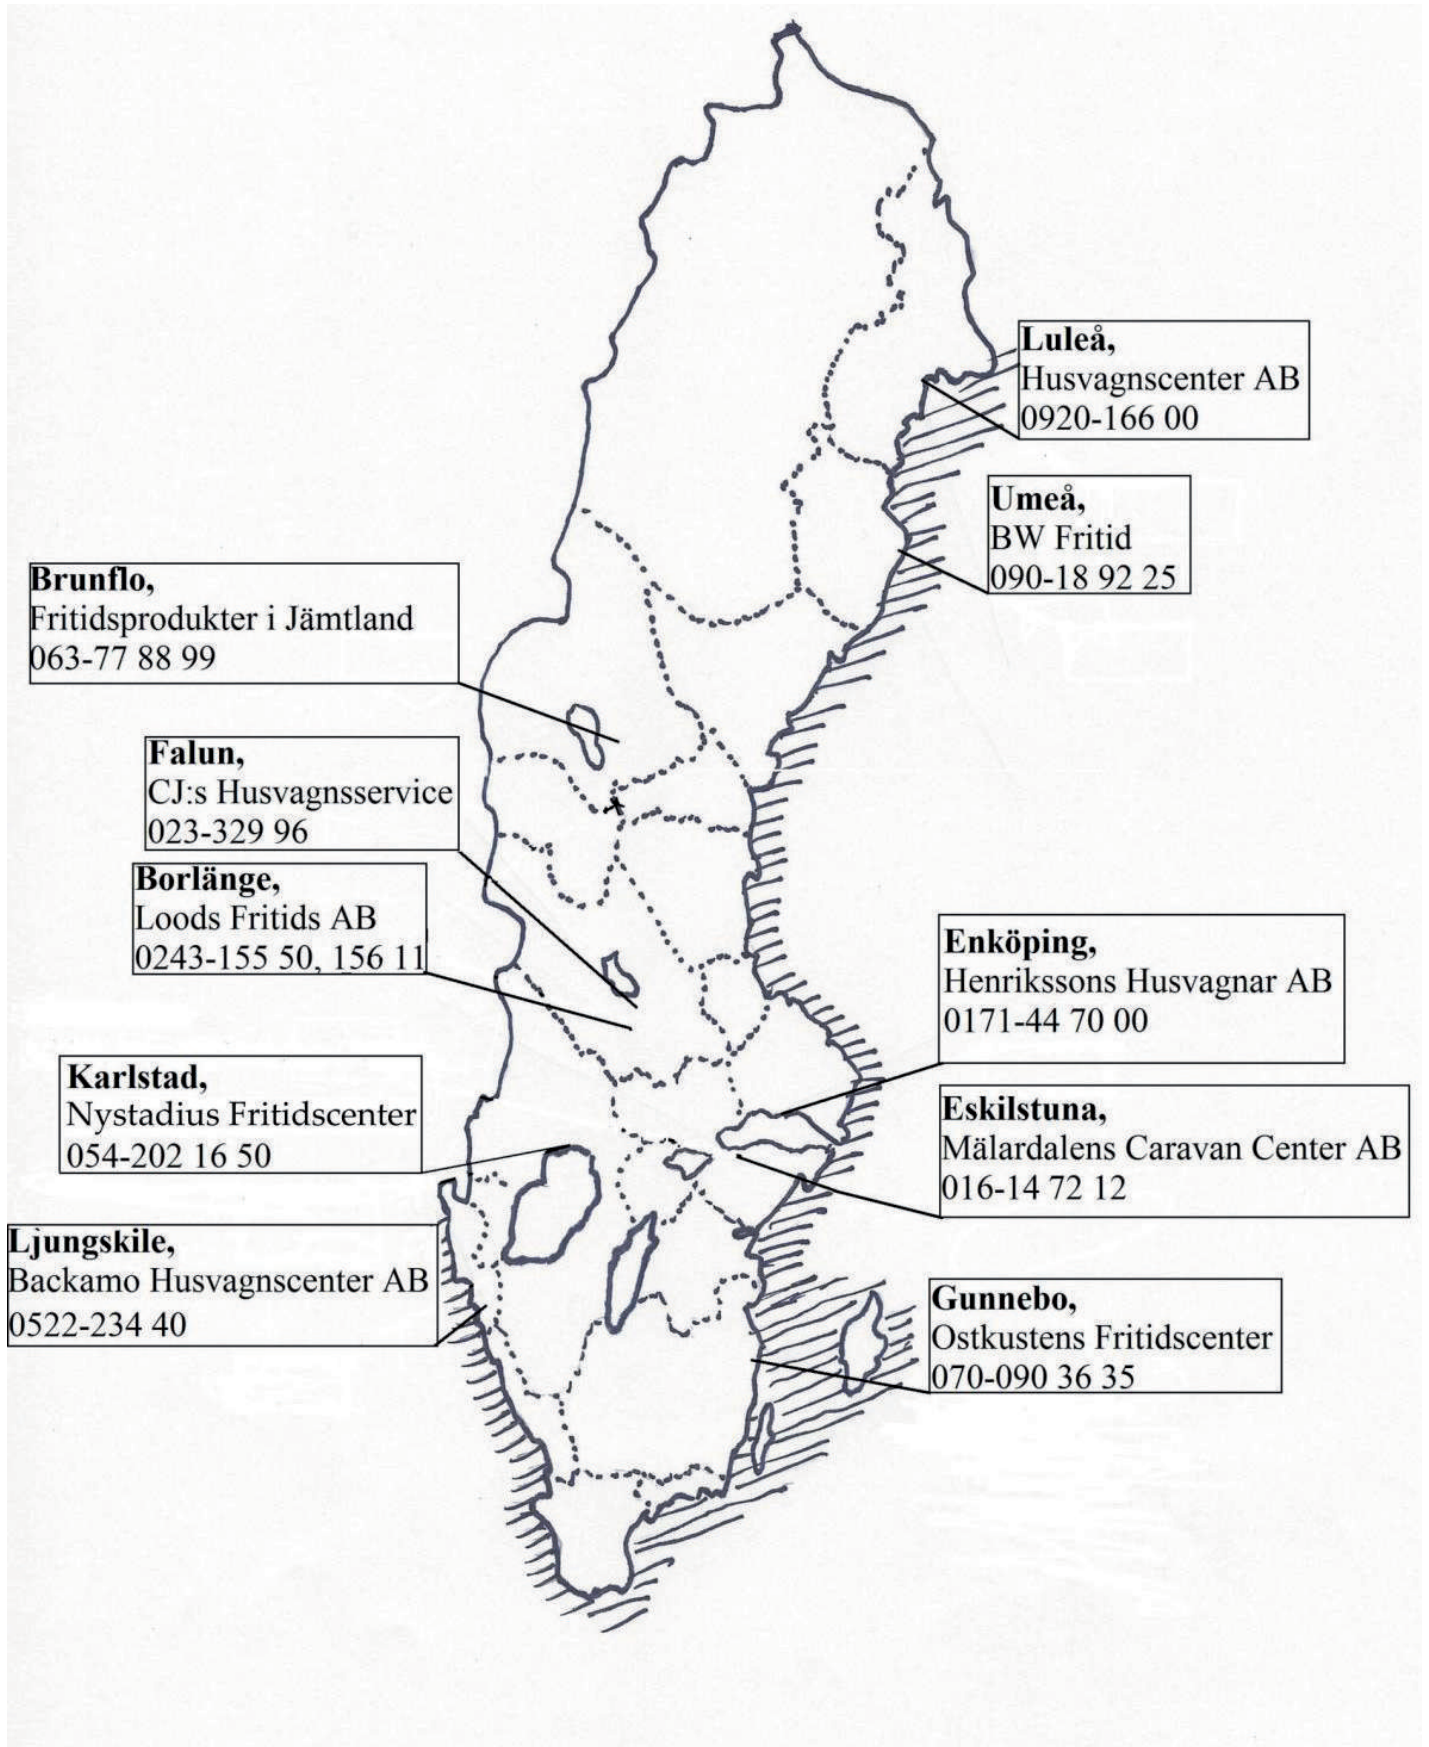 Luleå,
Husvagnscenter AB
0920-166 00
Umeå,
BW Fritid
090-18 92 25
Brunflo,
Fritidsprodukter i Jämtland
063-77 88 99
Falun,
CJ:s Husvagnsservice
023-329 96
Borlänge,
Loods Fritids AB
0243-155 50, 156 11
Enköping,
Henrikssons Husvagnar AB
0171-44 70 00
Karlstad,
Nystadius Fritidscenter
054-202 16 50
Eskilstuna,
Mälardalens Caravan Center AB
016-14 72 12
Ljungskile,
Backamo Husvagnscenter AB
0522-234 40
Gunnebo,
Ostkustens Fritidscenter
070-090 36 35